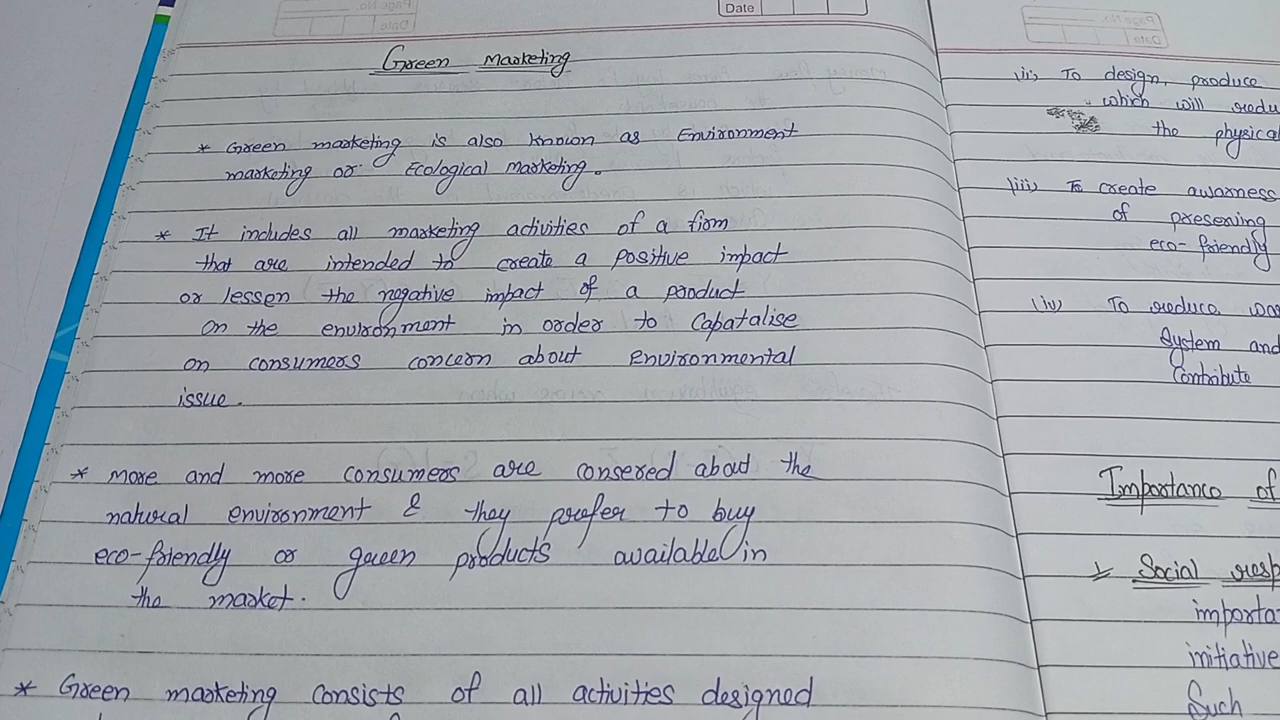 Date
Green marketing
* Green marketing is also known as Environment
marketing or Ecological marketing.
* It includes all marketing activities of a firm
that are intended to create a positive impact
or lessen the negative impact of a product
on the environment in order to Capatalise
on consumers concern about Environmental
issue.
* more and more consumers are consered about the
natural environment & they prefer to buy
eco-friendly or green products available in
the market.
* Green marketing consists of all activities designed
(ii) To design, produce
which will redu
the physical
(iii) To create awarness
of preserving
eco-friendly
(iv) To reduce
System and
Contribute
Importance of
Social resp
importa
initiative
Such